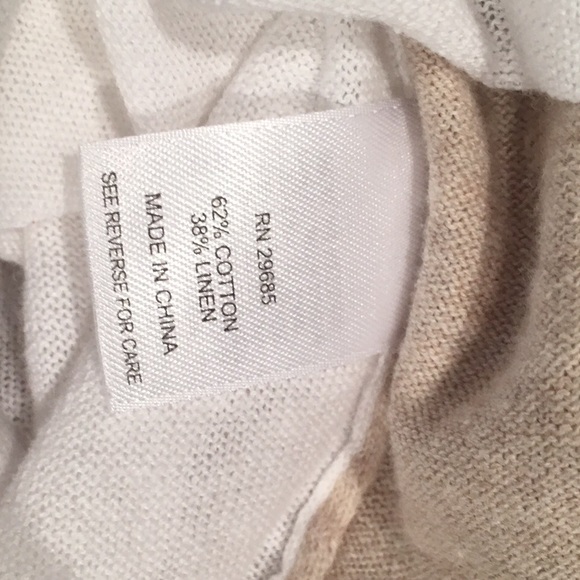 RN 29685
62% COTTON
38% LINEN
MADE IN CHINA
SEE REVERSE FOR CARE